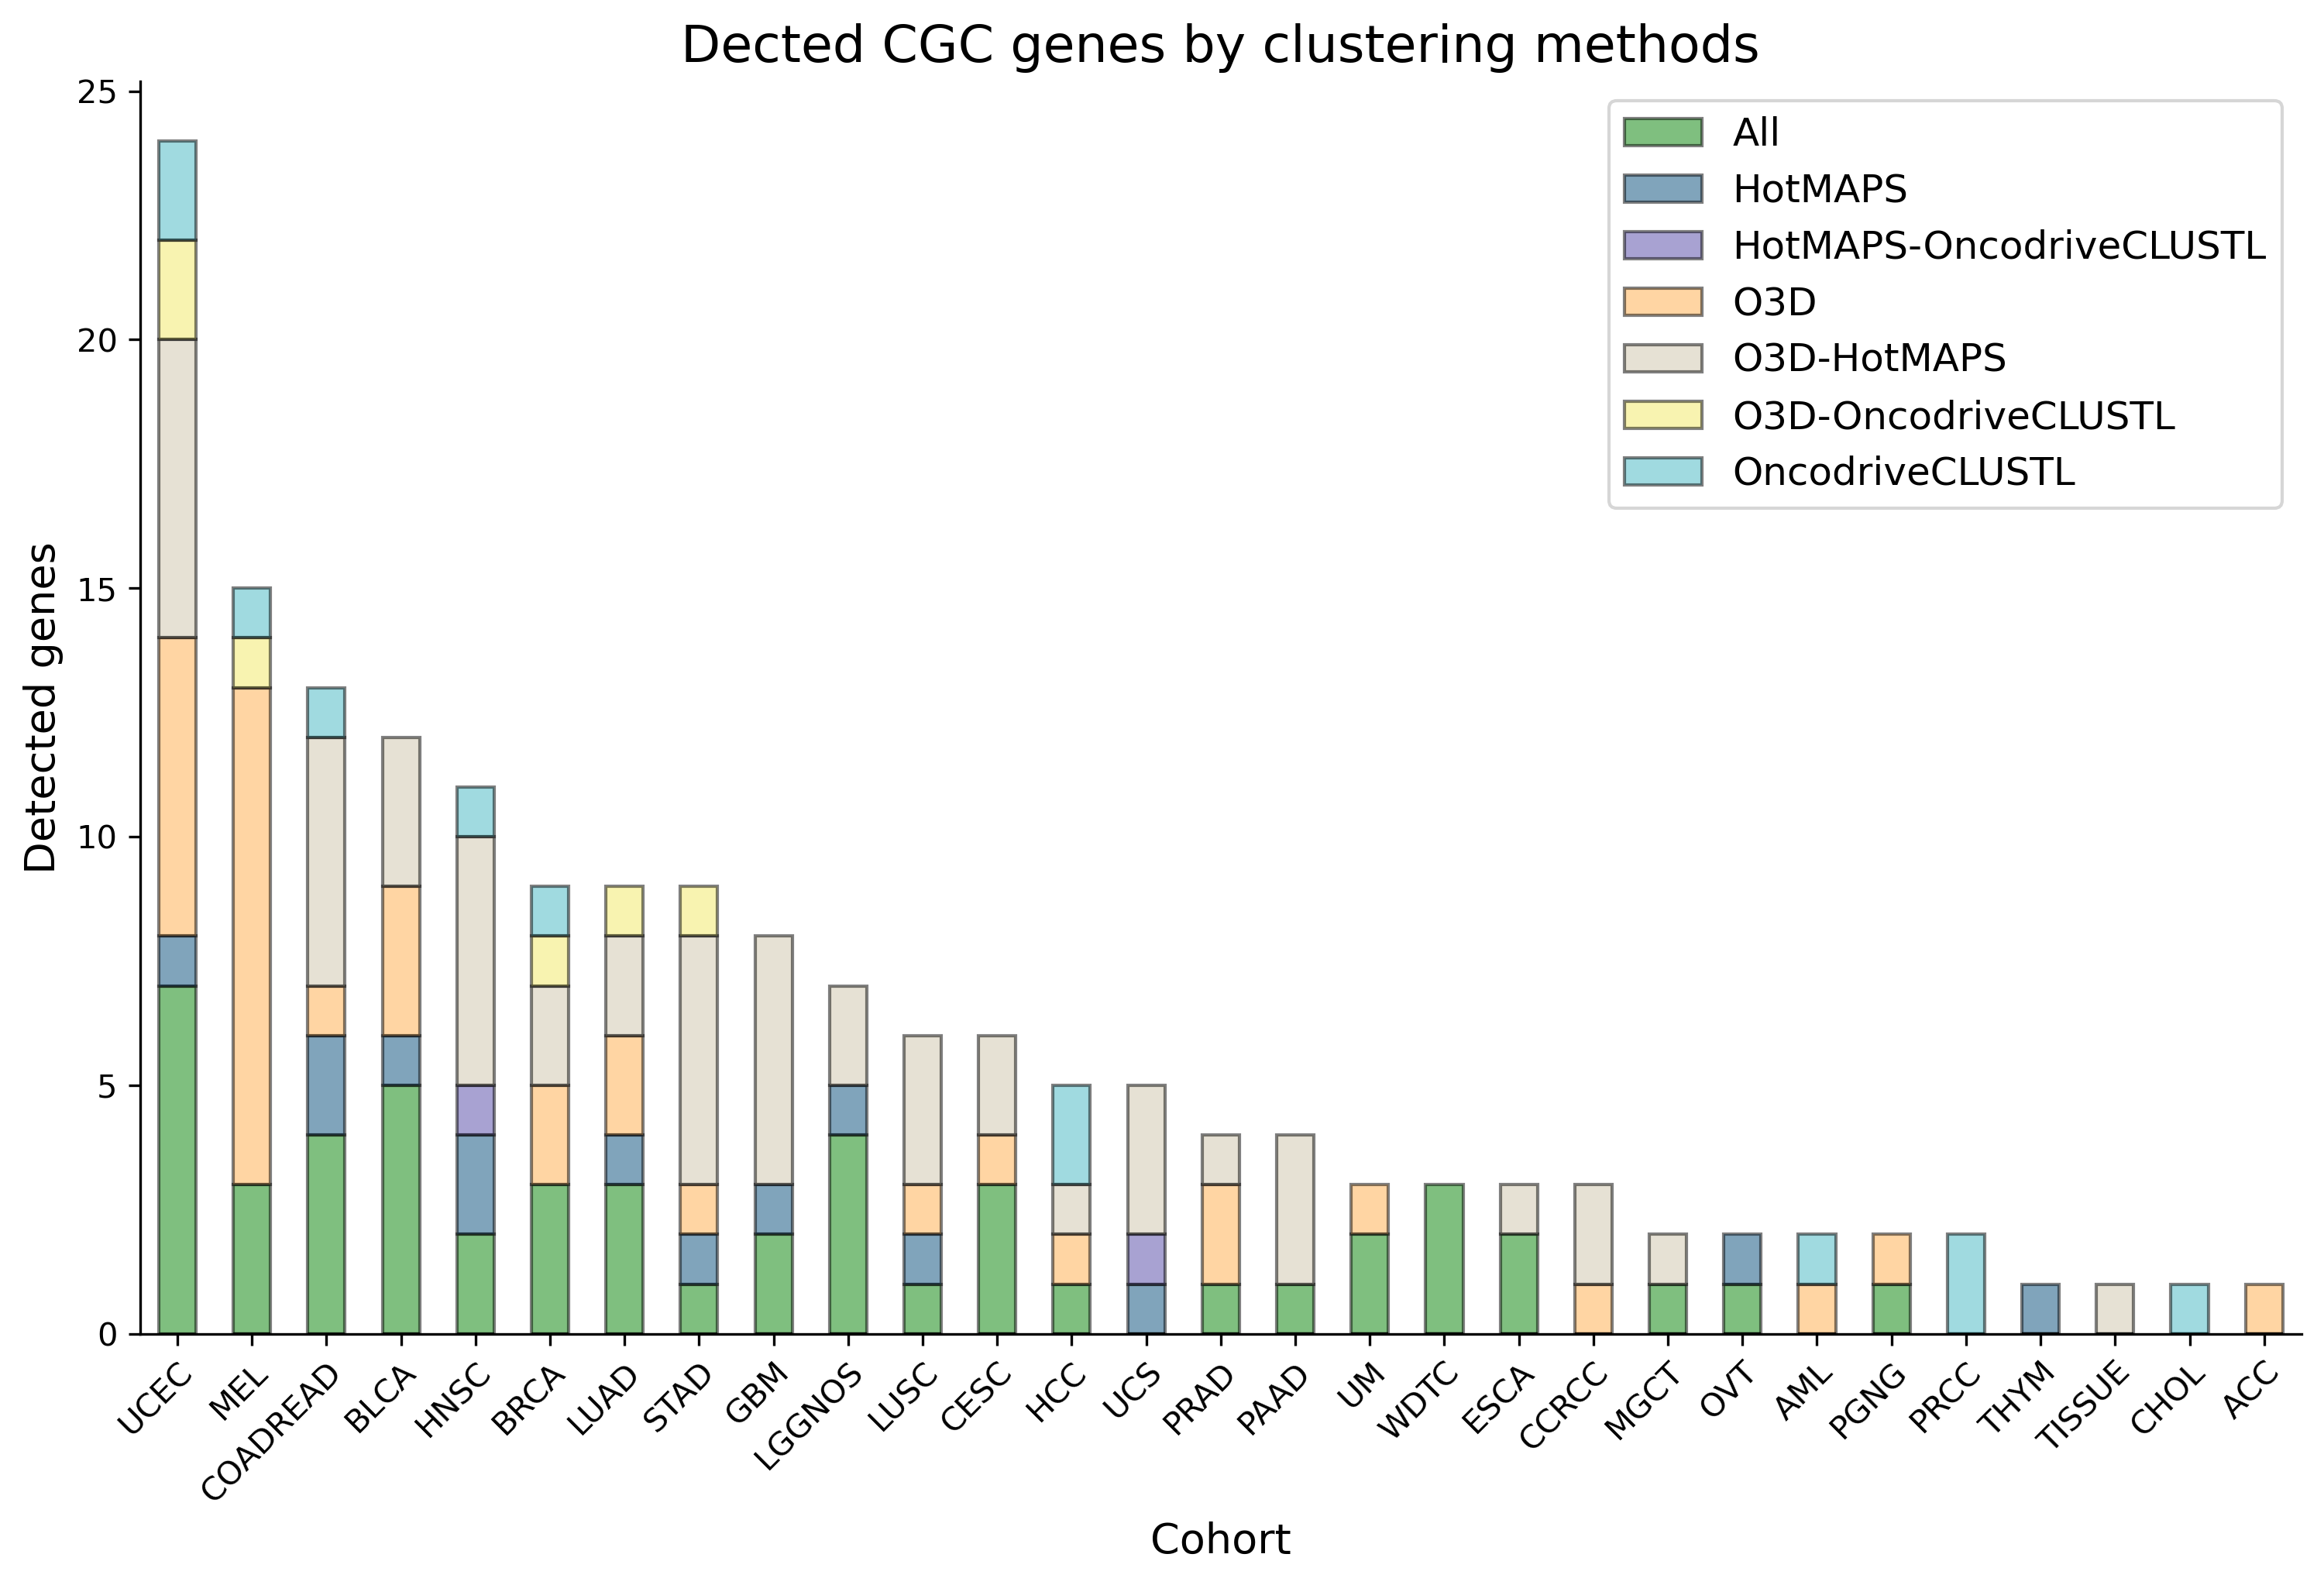 Dected CGC genes by clustering methods
25
20
15
10
5
0
Detected genes
All
HotMAPS
HotMAPS-OncodriveCLUSTL
O3D
O3D-HotMAPS
O3D-OncodriveCLUSTL
OncodriveCLUSTL
UCEC
MEL
COADREAD
BLCA
HNSC
BRCA
LUAD
STAD
GBM
LGGNOS
LUSC
CESC
HCC
UCS
PRAD
PAAD
UM
WDTC
ESCA
CCRCC
MGCT
OVT
AML
PGNG
PRCC
THYM
TISSUE
CHOL
ACC
Cohort